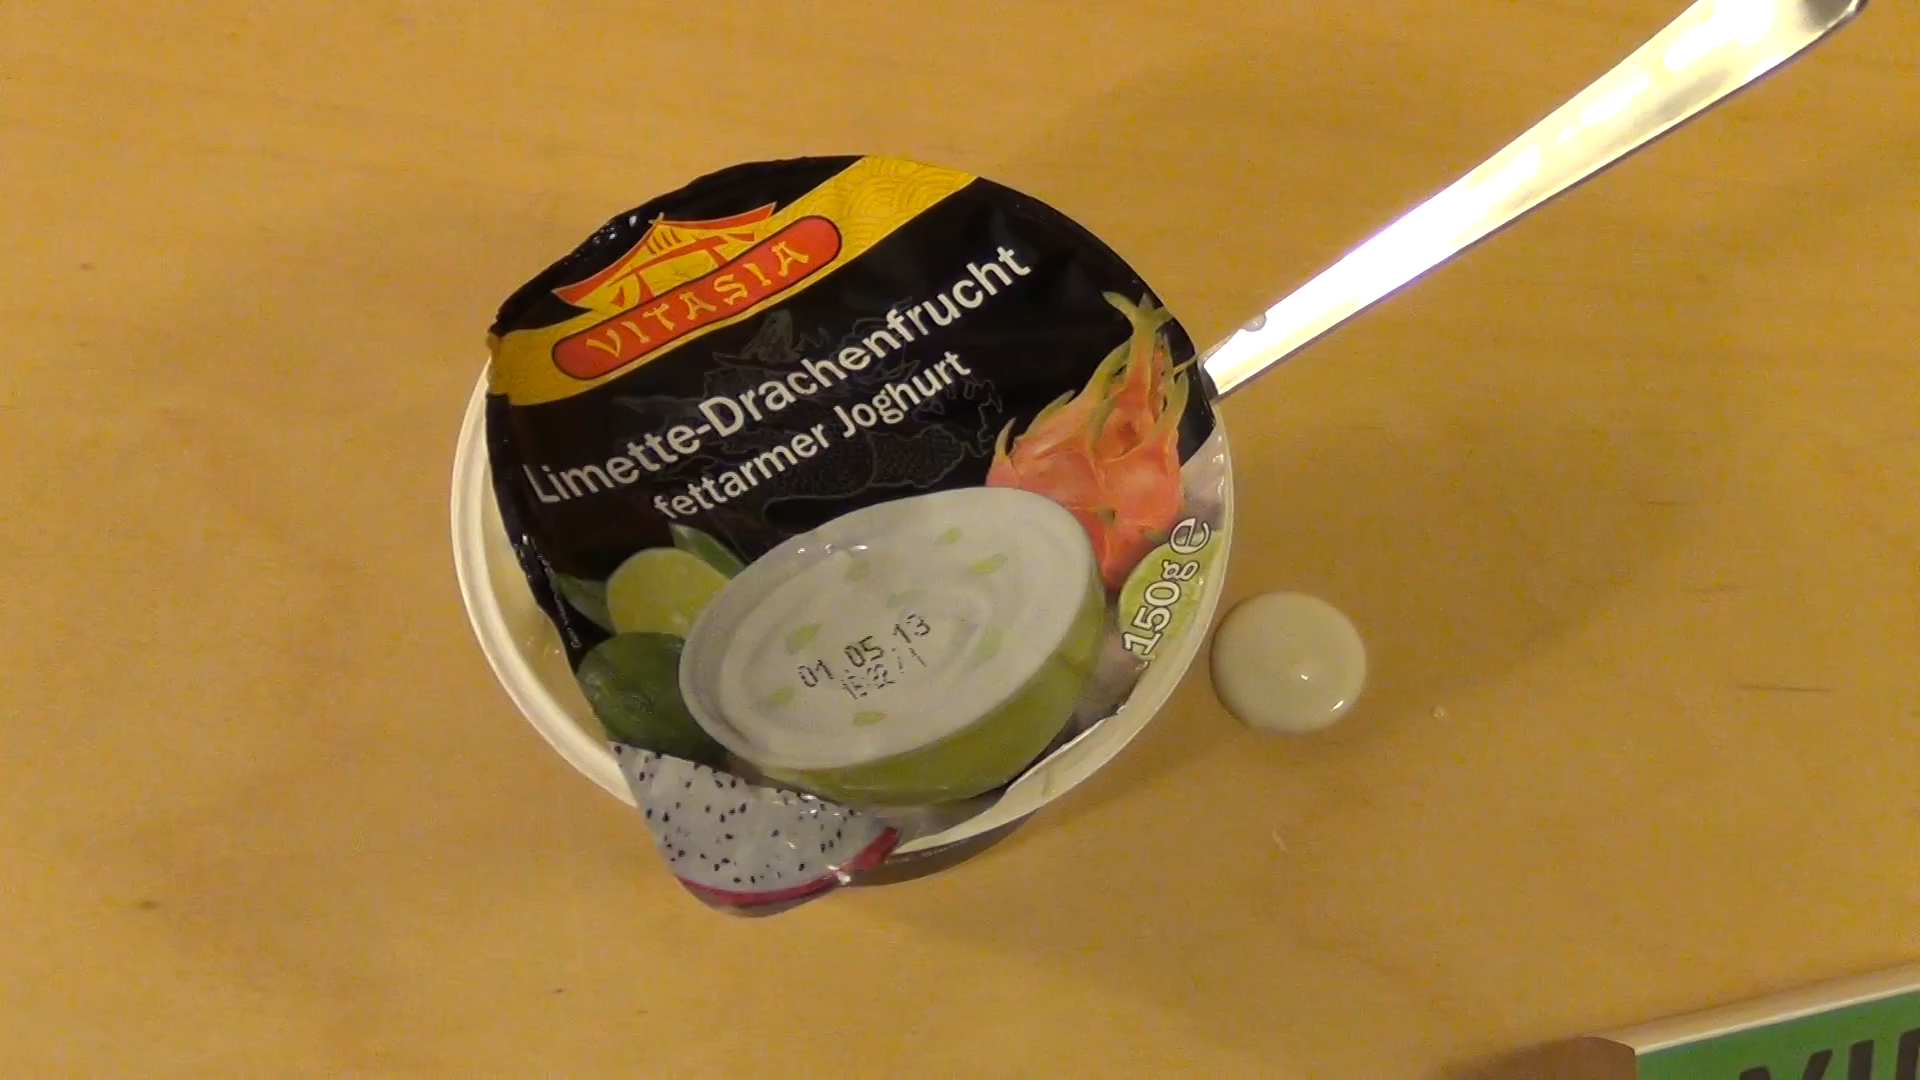 VITASIA
Limette-Drachenfrucht
fettarmer Joghurt
150g e
01 05 13